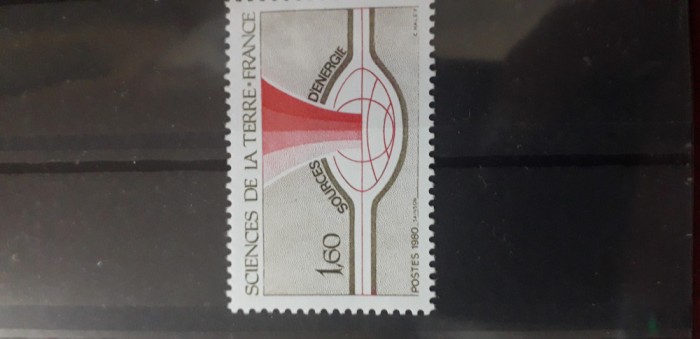 SCIENCES DE LA TERRE • FRANCE
SOURCES D'ENERGIE
1,60
POSTES 1980